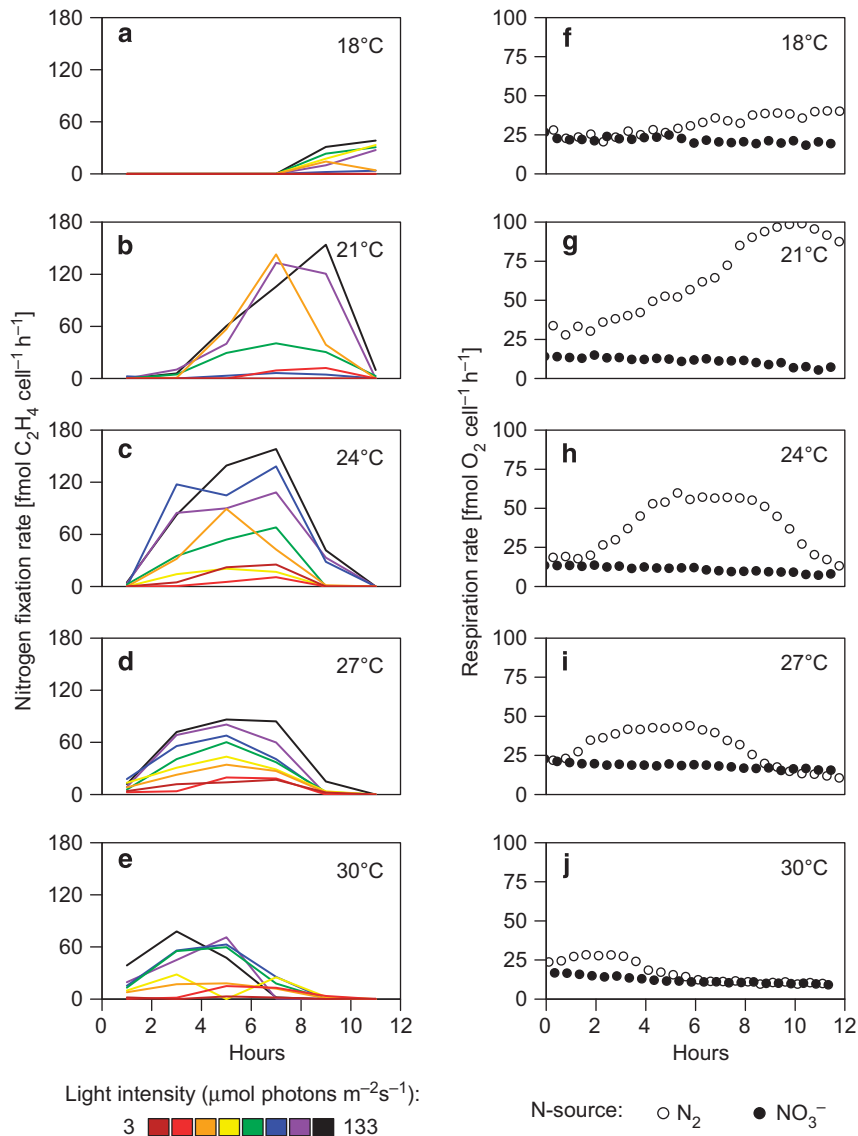 Nitrogen fixation rate [fmol C₂H₄ cell⁻¹ h⁻¹]
a
18°C
180
120
60
0
b
21°C
180
120
60
0
c
24°C
180
120
60
0
d
27°C
180
120
60
0
e
30°C
180
120
60
0
0 2 4 6 8 10 12
Hours
Respiration rate [fmol O₂ cell⁻¹ h⁻¹]
f
18°C
100
75
50
25
0
g
21°C
100
75
50
25
0
h
24°C
100
75
50
25
0
i
27°C
100
75
50
25
0
j
30°C
100
75
50
25
0
0 2 4 6 8 10 12
Hours
Light intensity (μmol photons m⁻²s⁻¹):
3 133
N-source: N₂ NO₃⁻